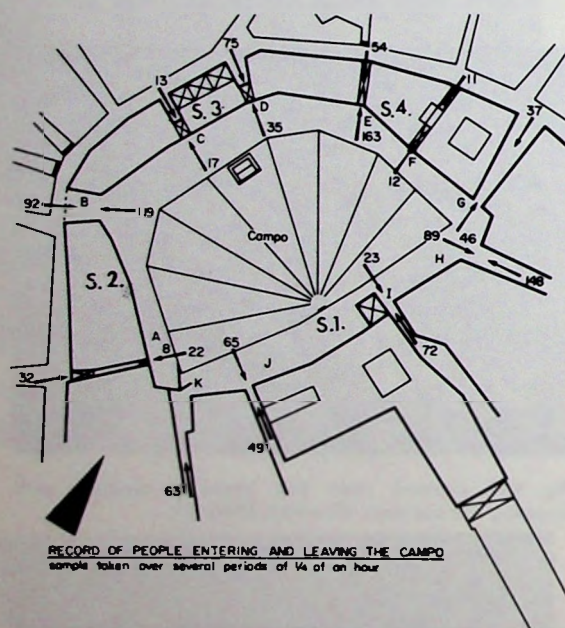 54
75
11
13
S. 3.
S. 4.
37
D
C
35
E
163
F
17
12
92
B
119
G
Campo
89
46
H
23
148
S. 2.
S. 1.
I
A
65
8
22
72
J
32
K
49
63
RECORD OF PEOPLE ENTERING AND LEAVING THE CAMPO
sample taken over several periods of ¼ of an hour